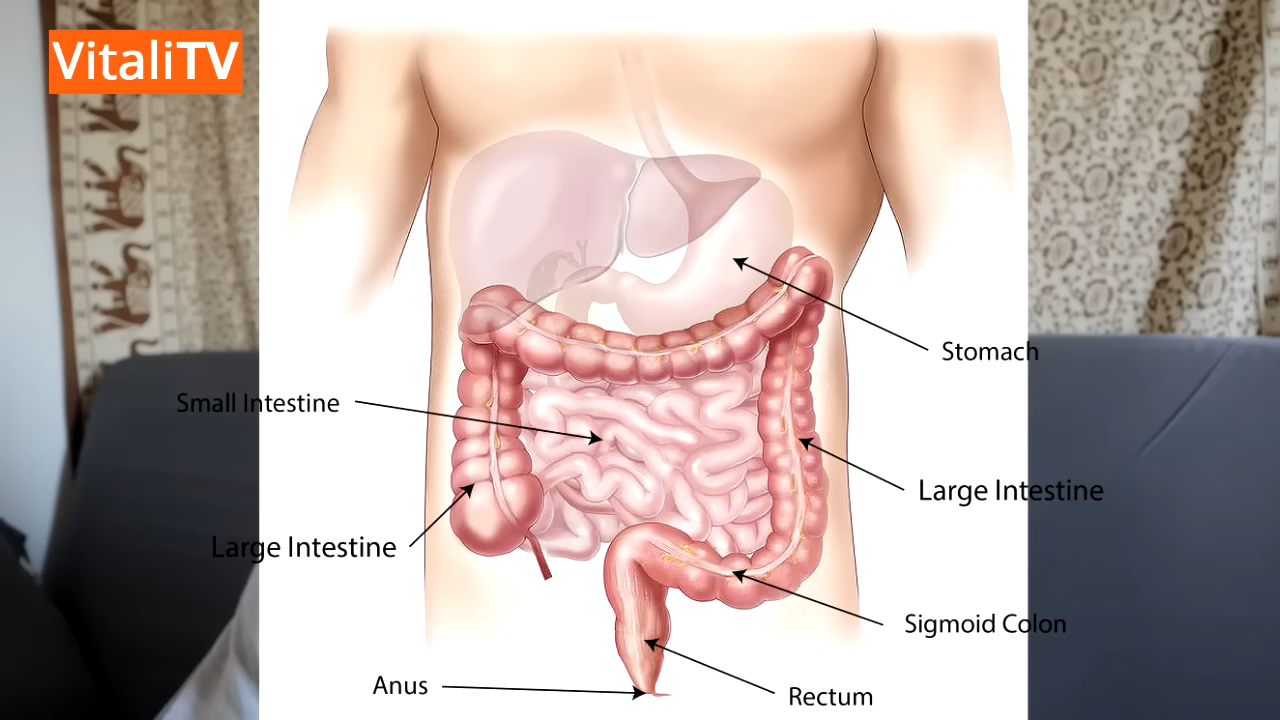 VitaliTV
Stomach
Small Intestine
Large Intestine
Large Intestine
Sigmoid Colon
Anus
Rectum